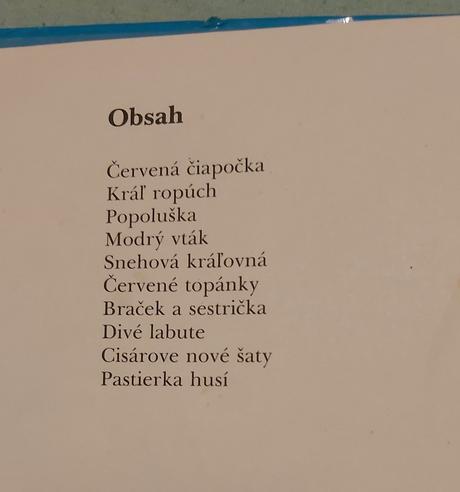 Obsah
Červená čiapočka
Kráľ ropúch
Popoluška
Modrý vták
Snehová kráľovná
Červené topánky
Braček a sestrička
Divé labute
Cisárove nové šaty
Pastierka husí